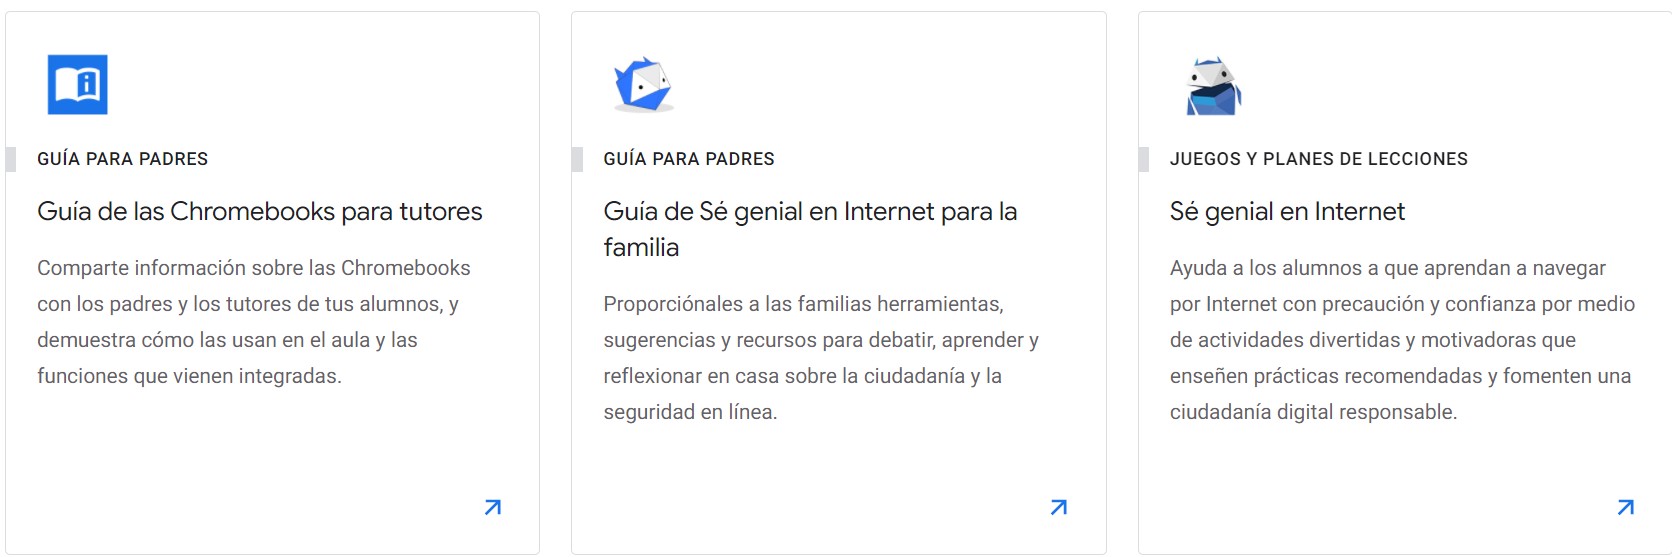 GUÍA PARA PADRES
Guía de las Chromebooks para tutores
Comparte información sobre las Chromebooks
con los padres y los tutores de tus alumnos, y
demuestra cómo las usan en el aula y las
funciones que vienen integradas.
GUÍA PARA PADRES
Guía de Sé genial en Internet para la
familia
Proporciónales a las familias herramientas,
sugerencias y recursos para debatir, aprender y
reflexionar en casa sobre la ciudadanía y la
seguridad en línea.
JUEGOS Y PLANES DE LECCIONES
Sé genial en Internet
Ayuda a los alumnos a que aprendan a navegar
por Internet con precaución y confianza por medio
de actividades divertidas y motivadoras que
enseñen prácticas recomendadas y fomenten una
ciudadanía digital responsable.